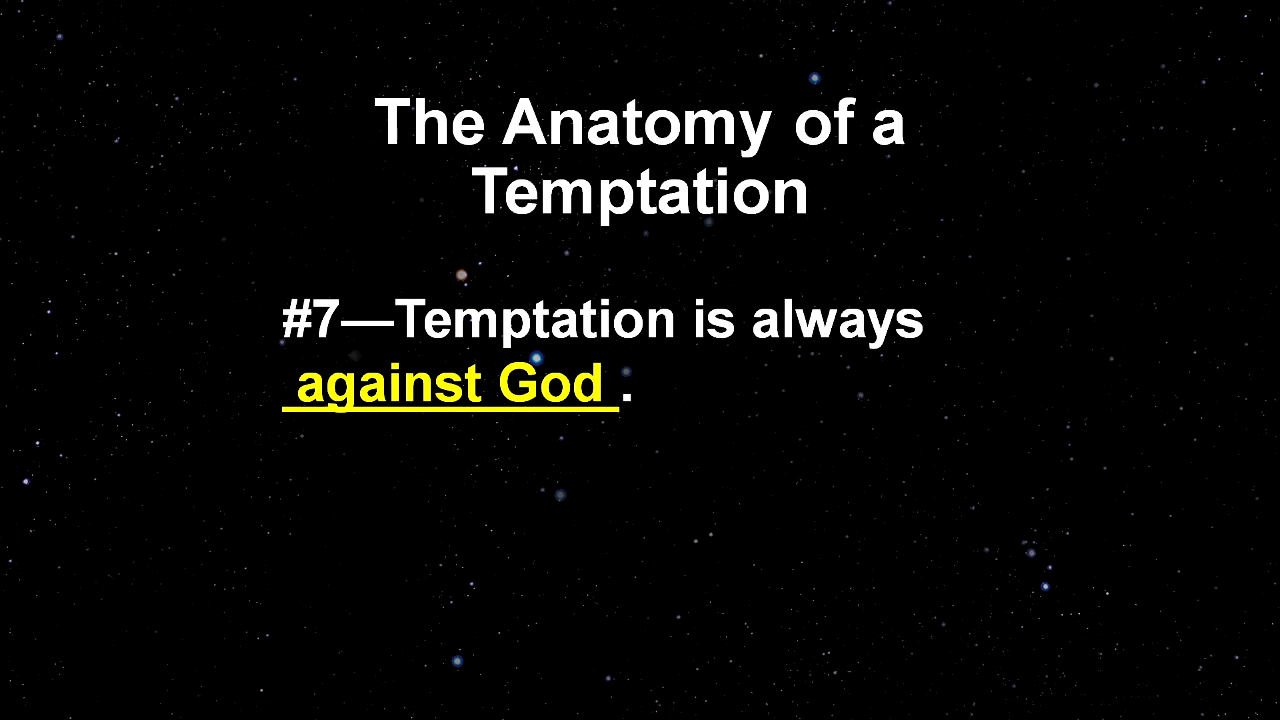 The Anatomy of a
Temptation
#7—Temptation is always
against God.